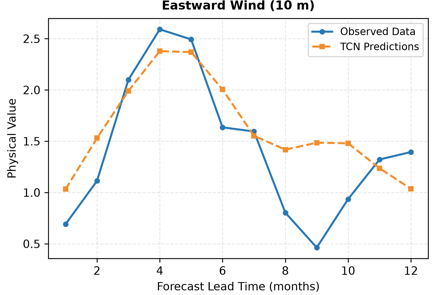 Eastward Wind (10 m)
Observed Data
TCN Predictions
Physical Value
2.5
2.0
1.5
1.0
0.5
2 4 6 8 10 12
Forecast Lead Time (months)